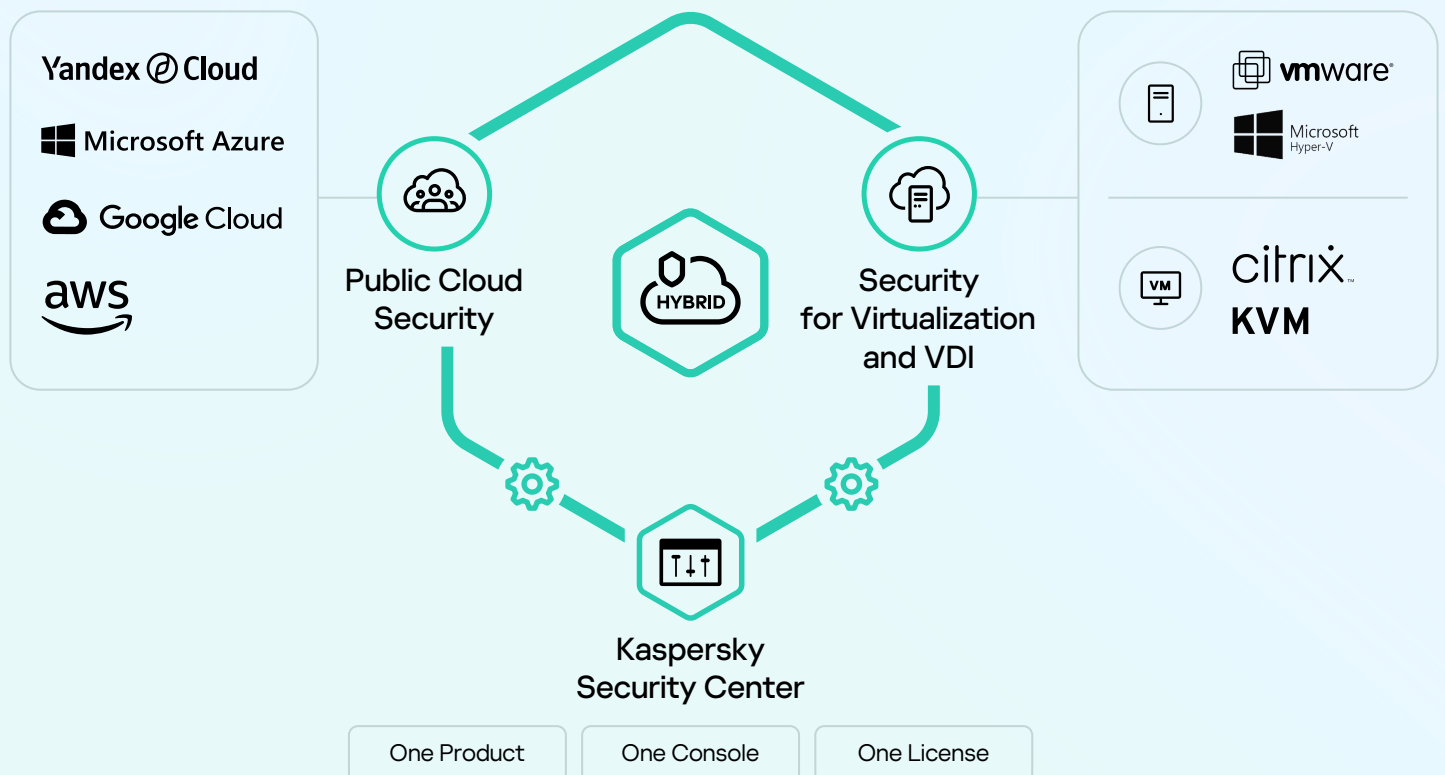 Yandex Cloud
Microsoft Azure
Google Cloud
aws
Public Cloud
Security
HYBRID
Security
for Virtualization
and VDI
vmware®
Microsoft
Hyper-V
VM
citrix™
KVM
Kaspersky
Security Center
One Product
One Console
One License